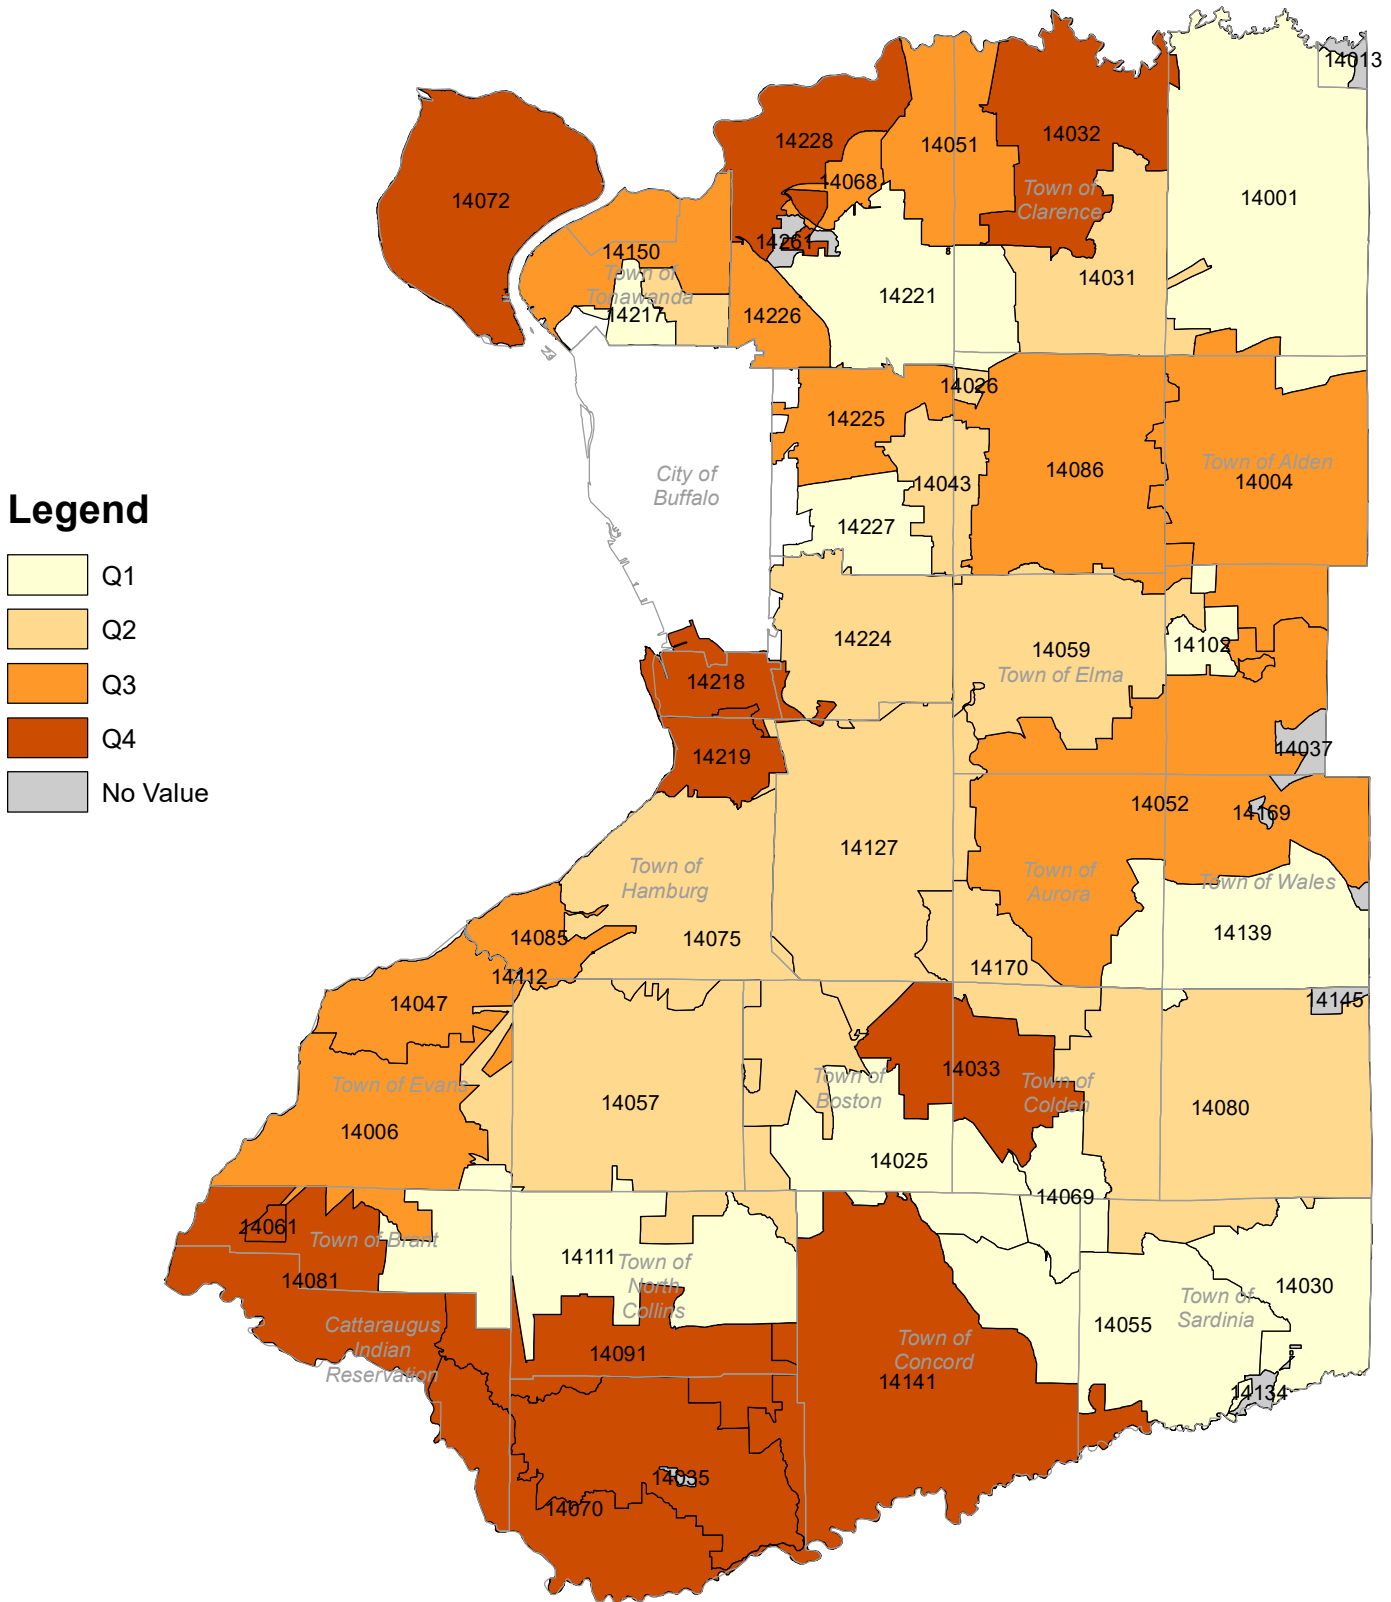 14013
14032
14228
14051
14068
14072
Town of
Clarence
14001
14261
14150
Town of
Tonawanda
14031
14221
14217
14226
14026
14225
City of
Buffalo
14043
14086
Town of Alden
14004
Legend
14227
Q1
Q2
Q3
Q4
No Value
14224
14059
Town of Elma
14102
14218
14219
14037
14052
14169
14127
Town of
Hamburg
Town of
Aurora
Town of Wales
14085
14075
14139
14112
14170
14047
14145
14033
Town of Evans
Town of
Boston
Town of
Colden
14057
14080
14006
14025
14069
14061
Town of Brant
14111
Town of
North
Collins
14081
14030
Town of
Sardinia
Cattaraugus
Indian
Reservation
14055
Town of
Concord
14091
14141
14134
14035
14070